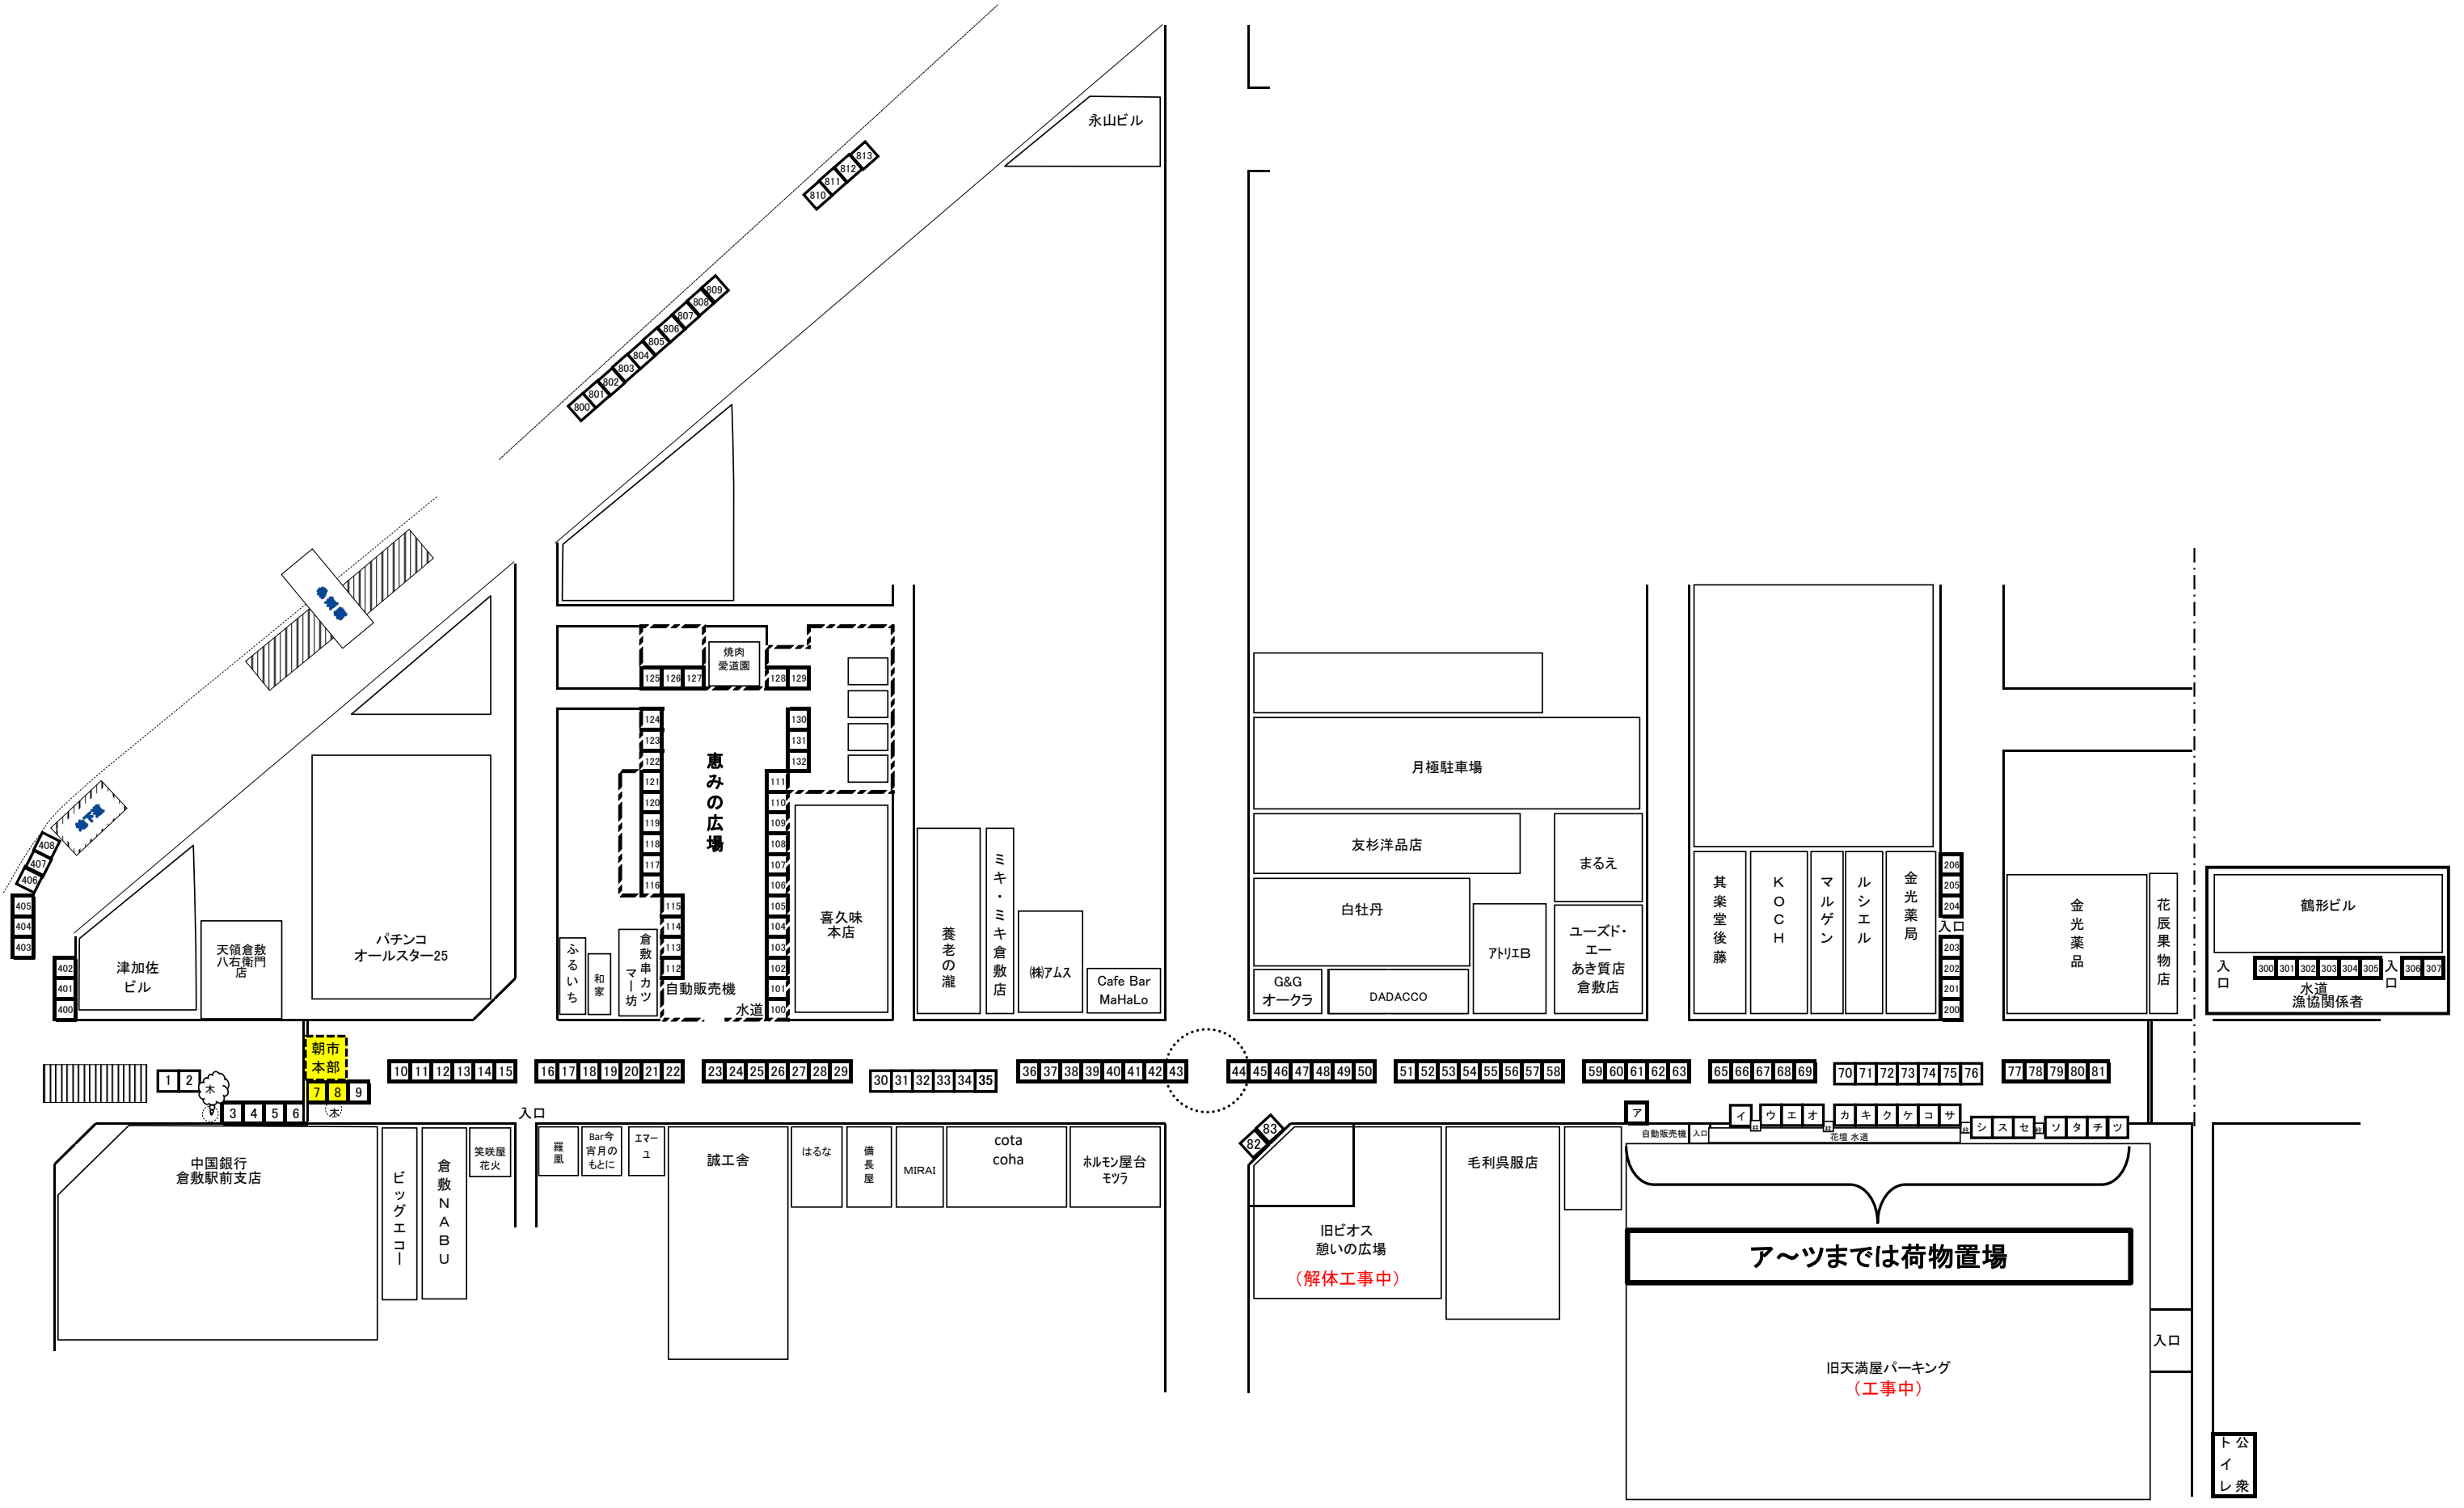 永山ビル
813
812
811
810
809
808
807
806
805
804
803
802
801
800
地下道
408
407
406
405
404
403
402
401
400
津加佐
ビル
天領倉敷
八右衛門
店
パチンコ
オールスター25
焼肉
愛道園
125 126 127
128 129
124
123
122
121
120
119
118
117
116
115
114
113
112
130
131
132
111
110
109
108
107
106
105
104
103
102
101
100
恵みの広場
自動販売機
水道
ふるいち
和家
倉敷串カツ
マー坊
喜久味
本店
養老の瀧
ミキ・ミキ倉敷店
㈱アムス
Cafe Bar
MaHaLo
月極駐車場
友杉洋品店
まるえ
白牡丹
アトリエB
ユーズド・
エー
あき質店
倉敷店
G&G
オークラ
DADACCO
其楽堂後藤
KOCH
マルゲン
ルシエル
金光薬局
206
205
204
入口
203
202
201
200
金光薬品
花辰果物店
鶴形ビル
入口
300 301 302 303 304 305
入口
306 307
水道
漁協関係者
朝市
本部
1 2
木
3 4 5 6
7 8 9
木
10 11 12 13 14 15
16 17 18 19 20 21 22
23 24 25 26 27 28 29
30 31 32 33 34 35
36 37 38 39 40 41 42 43
44 45 46 47 48 49 50
51 52 53 54 55 56 57 58
59 60 61 62 63
65 66 67 68 69
70 71 72 73 74 75 76
77 78 79 80 81
入口
82 83
ア
イ
ウ エ オ
カ キ ク ケ コ サ
シ ス セ
ソ タ チ ツ
自動販売機
入口
花壇 水道
中国銀行
倉敷駅前支店
ビッグエコー
倉敷NABU
笑咲屋
花火
羅凰
Bar今
宵月の
もとに
エマー
ュ
誠工舎
はるな
備長屋
MIRAI
cota
coha
ホルモン屋台
モツラ
旧ビオス
憩いの広場
（解体工事中）
毛利呉服店
ア～ツまでは荷物置場
旧天満屋パーキング
（工事中）
入口
公衆
トイレ